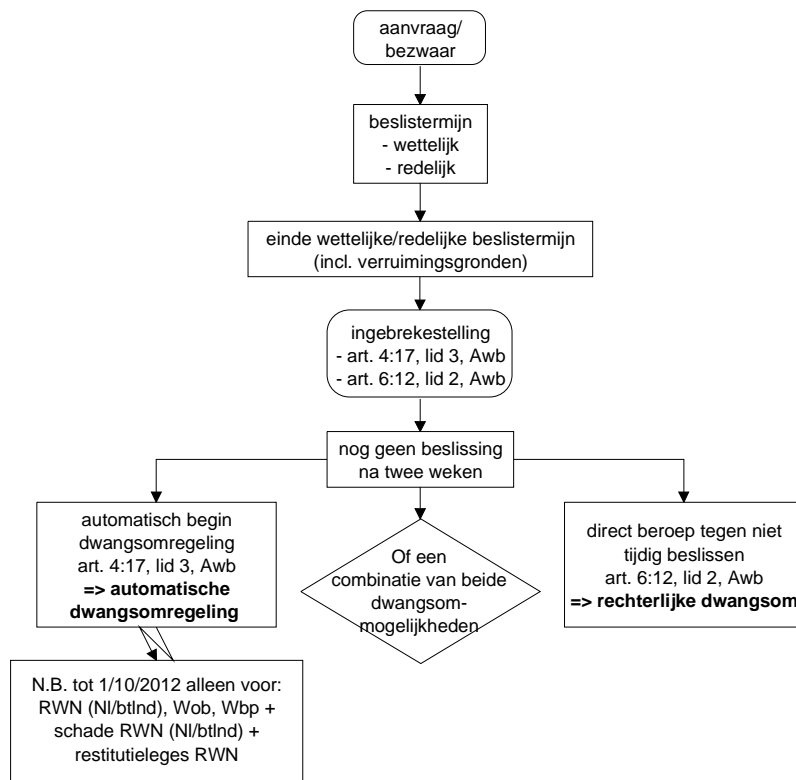 aanvraag/
bezwaar
beslistermijn
- wettelijk
- redelijk
einde wettelijke/redelijke beslistermijn
(incl. verruimingsgronden)
ingebrekestelling
- art. 4:17, lid 3, Awb
- art. 6:12, lid 2, Awb
nog geen beslissing
na twee weken
automatisch begin
dwangsomregeling
art. 4:17, lid 3, Awb
=> automatische
dwangsomregeling
Of een
combinatie van beide
dwangsom-
mogelijkheden
direct beroep tegen niet
tijdig beslissen
art. 6:12, lid 2, Awb
=> rechterlijke dwangsom
N.B. tot 1/10/2012 alleen voor:
RWN (Nl/btlnd), Wob, Wbp +
schade RWN (Nl/btlnd) +
restitutieleges RWN